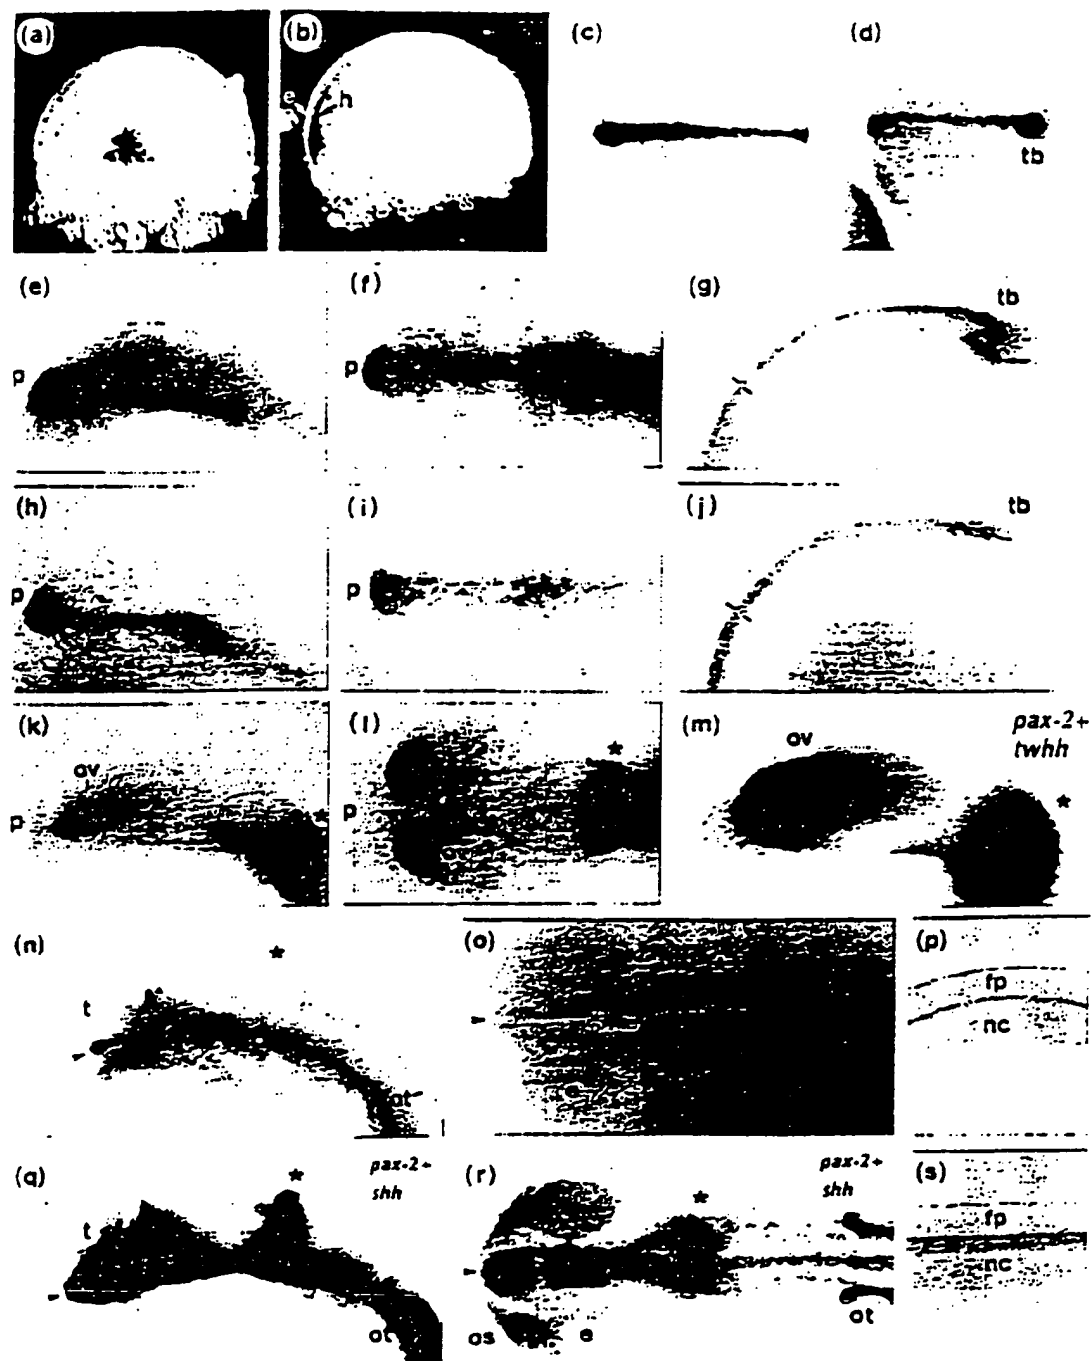 (a) (b) (c) (d)
e h
tb
(e) (f) (g)
tb
p p
(h) (i) (j)
tb
p p
(k) (l) (m)
pax-2+
twhh
ov ov
* * *
p p
(n) (o) (p)
*
t
fp
nc
e
ot
(q) (r) (s)
pax-2+
shh
pax-2+
shh
* *
t
fp
nc
ot
os e ot